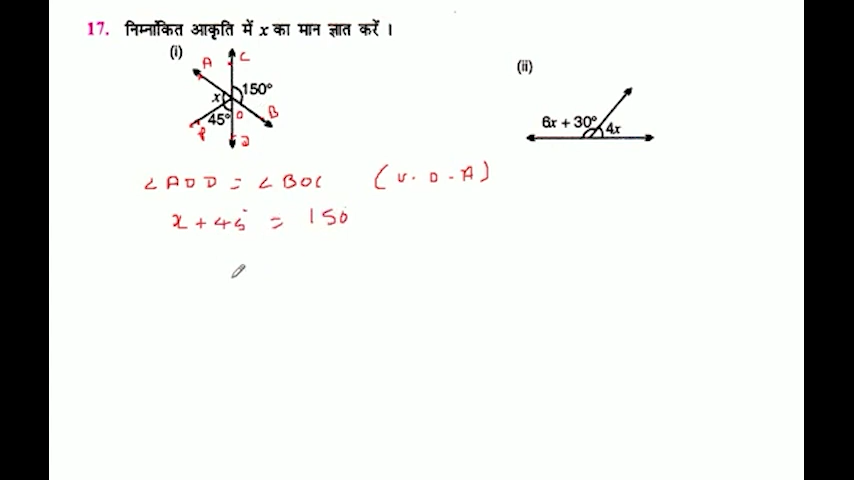 17. निम्नांकित आकृति में x का मान ज्ञात करें ।
(i)
A
C
x
150°
45°
O
B
P
D
(ii)
6x + 30°
4x
∠AOD = ∠BOC (V.O.A)
x + 45° = 150°